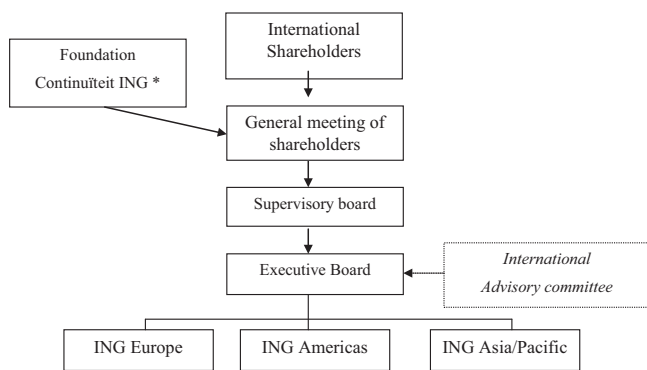 International
Shareholders
Foundation
Continuïteit ING *
General meeting of
shareholders
Supervisory board
Executive Board
International
Advisory committee
ING Europe
ING Americas
ING Asia/Pacific